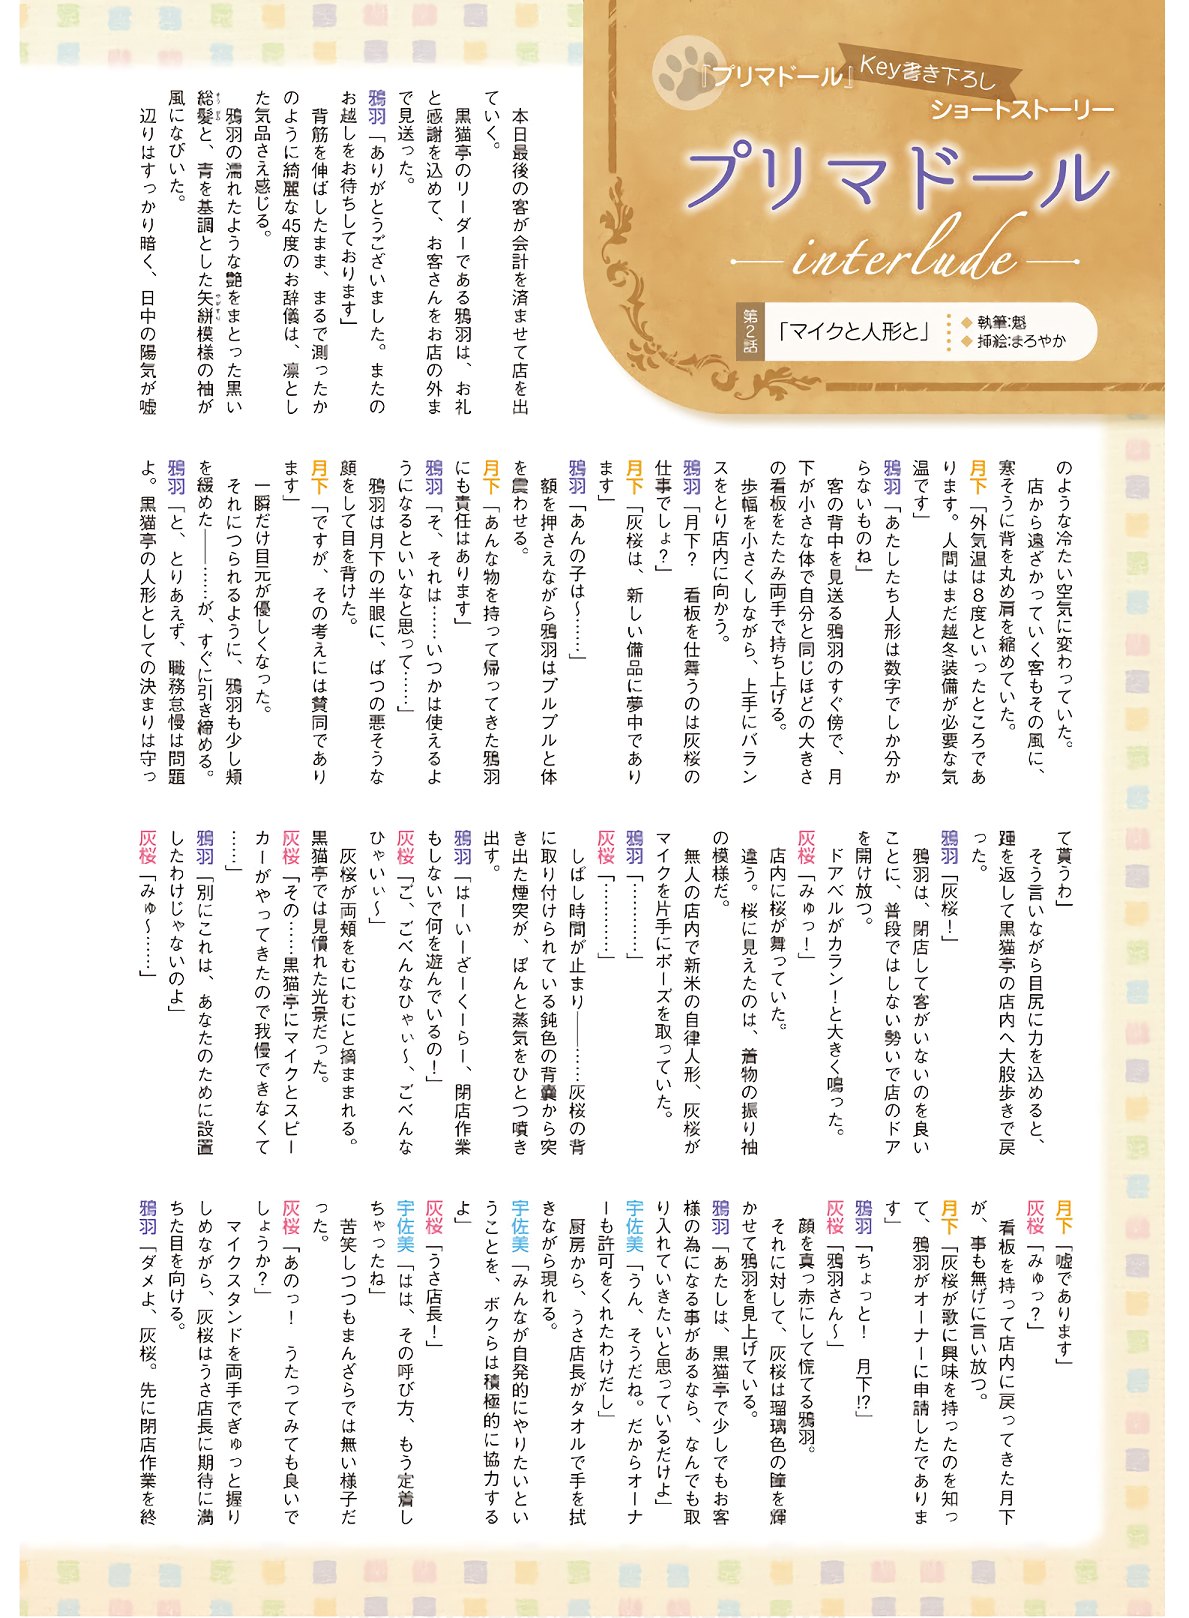 『プリマドール』
Key書き下ろし
ショートストーリー
プリマドール
interlude
第2話
「マイクと人形と」
◆執筆:魁
◆挿絵:まろやか
　本日最後の客が会計を済ませて店を出
ていく。
　黒猫亭のリーダーである鴉羽は、お礼
と感謝を込めて、お客さんをお店の外ま
で見送った。
鴉羽「ありがとうございました。またの
お越しをお待ちしております」
　背筋を伸ばしたまま、まるで測ったか
のように綺麗な45度のお辞儀は、凛とし
た気品さえ感じる。
　鴉羽の濡れたような艶をまとった黒い
総髪と、青を基調とした矢絣模様の袖が
風になびいた。
　辺りはすっかり暗く、日中の陽気が嘘
のような冷たい空気に変わっていた。
　店から遠ざかっていく客もその風に、
寒そうに背を丸め肩を縮めていた。
月下「外気温は8度といったところであ
ります。人間はまだ越冬装備が必要な気
温です」
鴉羽「あたしたち人形は数字でしか分か
らないものね」
　客の背中を見送る鴉羽のすぐ傍で、月
下が小さな体で自分と同じほどの大きさ
の看板をたたみ両手で持ち上げる。
　歩幅を小さくしながら、上手にバラン
スをとり店内に向かう。
鴉羽「月下？　看板を仕舞うのは灰桜の
仕事でしょ？」
月下「灰桜は、新しい備品に夢中であり
ます」
鴉羽「あんの子は～……」
　額を押さえながら鴉羽はプルプルと体
を震わせる。
月下「あんな物を持って帰ってきた鴉羽
にも責任はあります」
鴉羽「そ、それは……いつかは使えるよ
うになるといいなと思って……」
　鴉羽は月下の半眼に、ばつの悪そうな
顔をして目を背けた。
月下「ですが、その考えには賛同であり
ます」
　一瞬だけ目元が優しくなった。
　それにつられるように、鴉羽も少し頬
を緩めた――……が、すぐに引き締める。
鴉羽「と、とりあえず、職務怠慢は問題
よ。黒猫亭の人形としての決まりは守っ
て貰うわ」
　そう言いながら目尻に力を込めると、
踵を返して黒猫亭の店内へ大股歩きで戻
った。
鴉羽「灰桜！」
　鴉羽は、閉店して客がいないのを良い
ことに、普段ではしない勢いで店のドア
を開け放つ。
　ドアベルがカラン！と大きく鳴った。
灰桜「みゅっ！」
　店内に桜が舞っていた。
　違う。桜に見えたのは、着物の振り袖
の模様だ。
　無人の店内で新米の自律人形、灰桜が
マイクを片手にポーズを取っていた。
鴉羽「…………」
灰桜「…………」
　しばし時間が止まり――……灰桜の背
に取り付けられている鈍色の背嚢から突
き出た煙突が、ぽんと蒸気をひとつ噴き
出す。
鴉羽「はーいーざーくーらー、閉店作業
もしないで何を遊んでいるの！」
灰桜「ご、ごべんなひゃぃ～、ごべんな
ひゃいぃ～」
　灰桜が両頬をむにむにと摘ままれる。
黒猫亭では見慣れた光景だった。
灰桜「その……黒猫亭にマイクとスピー
カーがやってきたので我慢できなくて
……」
鴉羽「別にこれは、あなたのために設置
したわけじゃないのよ」
灰桜「みゅ～……」
月下「嘘であります」
灰桜「みゅっ？」
　看板を持って店内に戻ってきた月下
が、事も無げに言い放つ。
月下「灰桜が歌に興味を持ったのを知っ
て、鴉羽がオーナーに申請したでありま
す」
鴉羽「ちょっと！　月下!?」
灰桜「鴉羽さん～」
　顔を真っ赤にして慌てる鴉羽。
　それに対して、灰桜は瑠璃色の瞳を輝
かせて鴉羽を見上げている。
鴉羽「あたしは、黒猫亭で少しでもお客
様の為になる事があるなら、なんでも取
り入れていきたいと思っているだけよ」
宇佐美「うん、そうだね。だからオーナ
ーも許可をくれたわけだし」
　厨房から、うさ店長がタオルで手を拭
きながら現れる。
宇佐美「みんなが自発的にやりたいとい
うことを、ボクらは積極的に協力する
よ」
灰桜「うさ店長！」
宇佐美「はは、その呼び方、もう定着し
ちゃったね」
　苦笑しつつもまんざらでは無い様子だ
った。
灰桜「あのっ！　うたってみても良いで
しょうか？」
　マイクスタンドを両手でぎゅっと握り
しめながら、灰桜はうさ店長に期待に満
ちた目を向ける。
鴉羽「ダメよ、灰桜。先に閉店作業を終